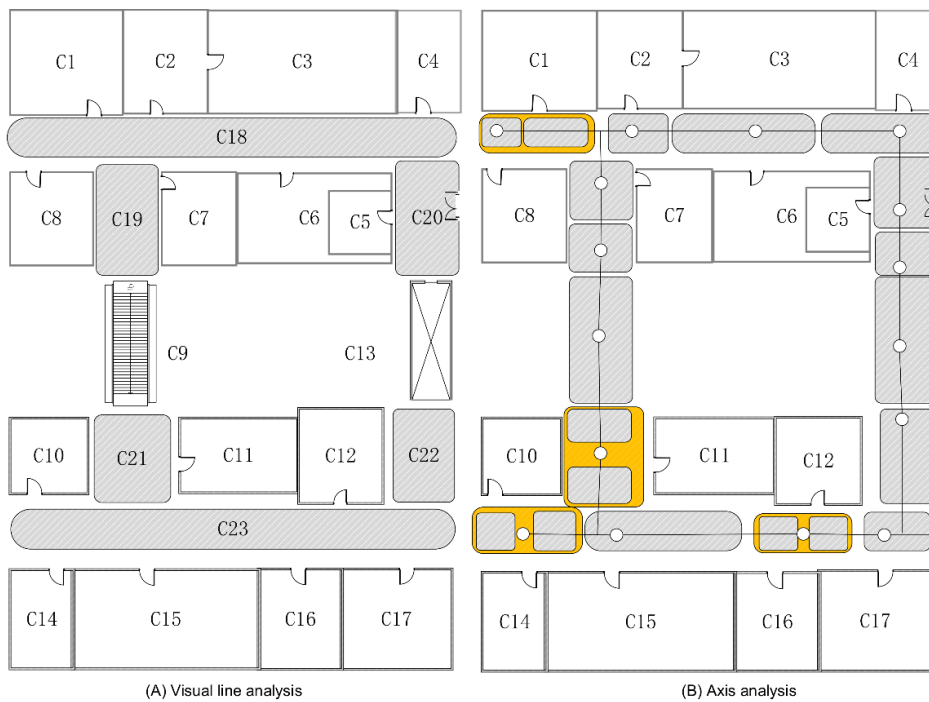 C1 C2 C3 C4
C18
C8 C19 C7 C6 C5 C20
C9 C13
C10 C21 C11 C12 C22
C23
C14 C15 C16 C17
(A) Visual line analysis
C1 C2 C3 C4
C8 C7 C6 C5
C10 C11 C12
C14 C15 C16 C17
(B) Axis analysis